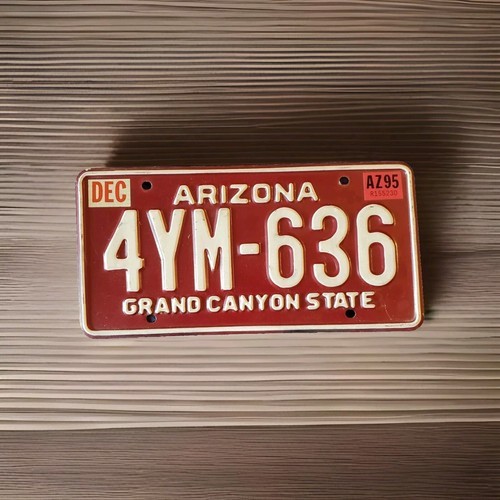 DEC
AZ95
ARIZONA
4YM-636
GRAND CANYON STATE